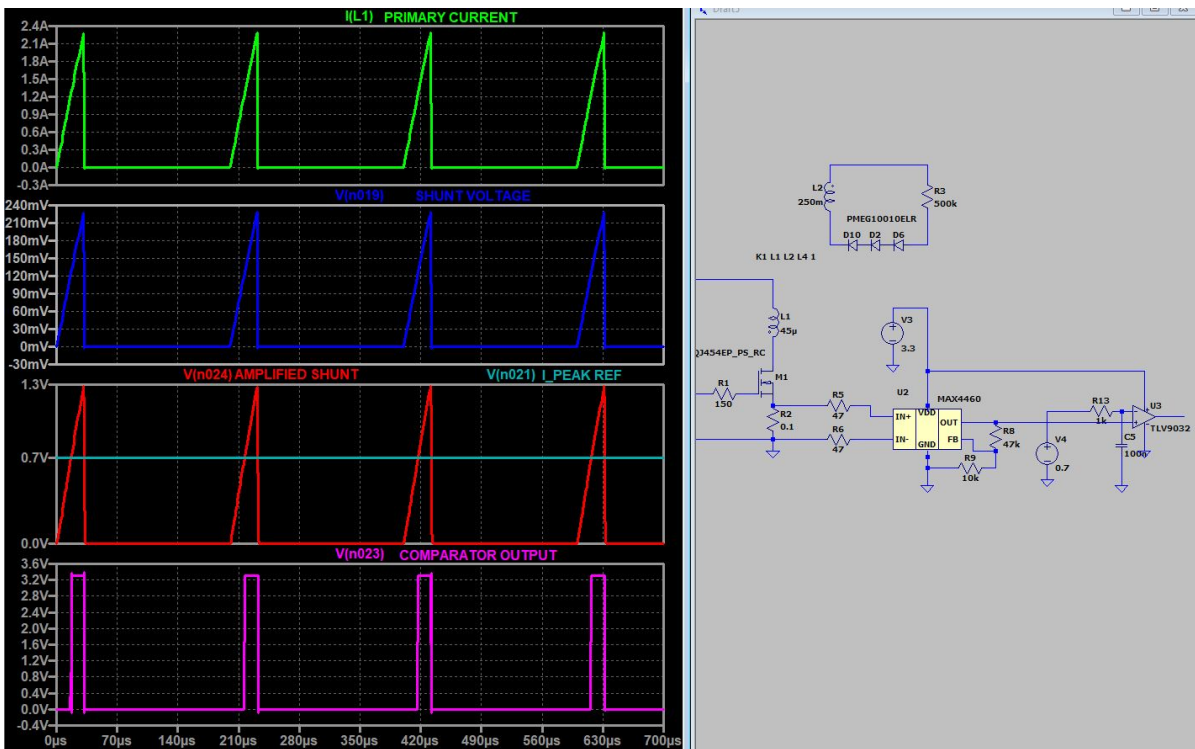 Draft3
I(L1) PRIMARY CURRENT
2.4A
2.1A
1.8A
1.5A
1.2A
0.9A
0.6A
0.3A
0.0A
-0.3A
V(n019) SHUNT VOLTAGE
240mV
210mV
180mV
150mV
120mV
90mV
60mV
30mV
0mV
-30mV
V(n024) AMPLIFIED SHUNT V(n021) I_PEAK REF
1.3V
0.7V
0.0V
V(n023) COMPARATOR OUTPUT
3.6V
3.2V
2.8V
2.4V
2.0V
1.6V
1.2V
0.8V
0.4V
0.0V
-0.4V
0µs 70µs 140µs 210µs 280µs 350µs 420µs 490µs 560µs 630µs 700µs
L2
250m
R3
500k
PMEG10010ELR
D10 D2 D6
K1 L1 L2 L4 1
L1
45µ
V3
3.3
QJ454EP_PS_RC
M1
R1
150
R2
0.1
R5
47
R6
47
U2
MAX4460
IN+ VDD OUT
IN- GND FB
R8
47k
R9
10k
R13
1k
V4
0.7
C5
100n
U3
TLV9032